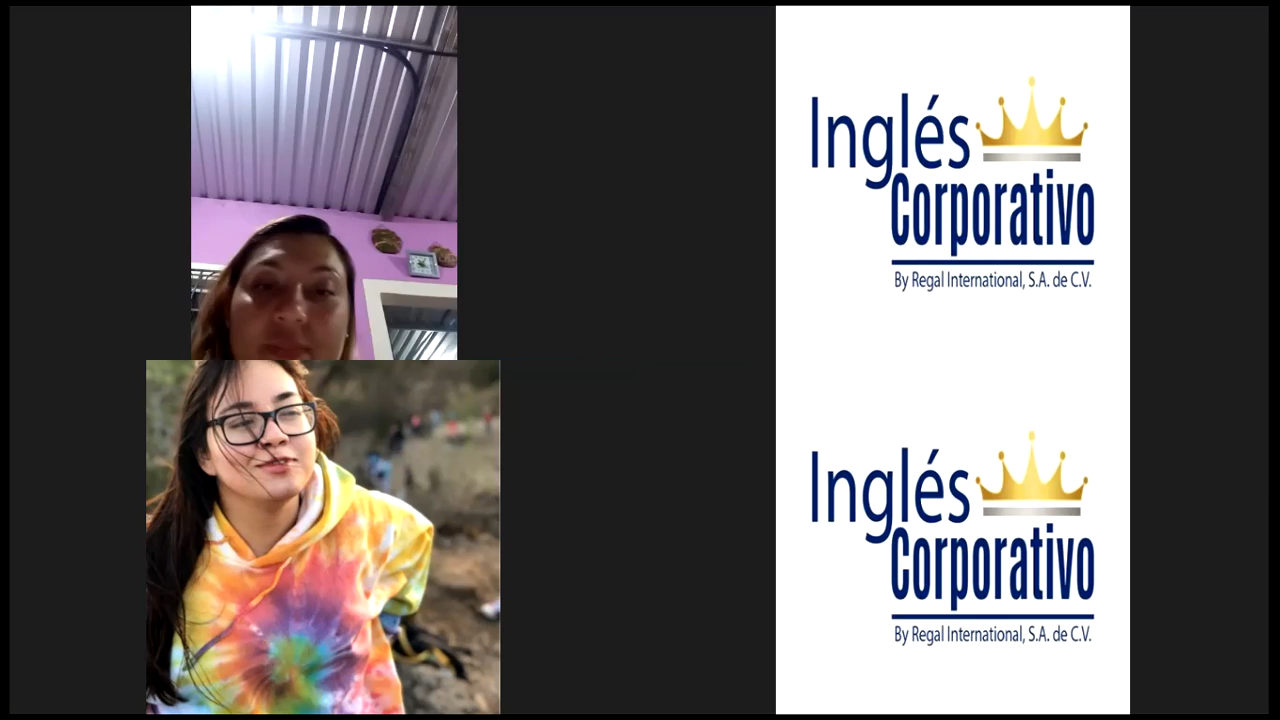 Inglés
Corporativo
By Regal International, S.A. de C.V.
Inglés
Corporativo
By Regal International, S.A. de C.V.